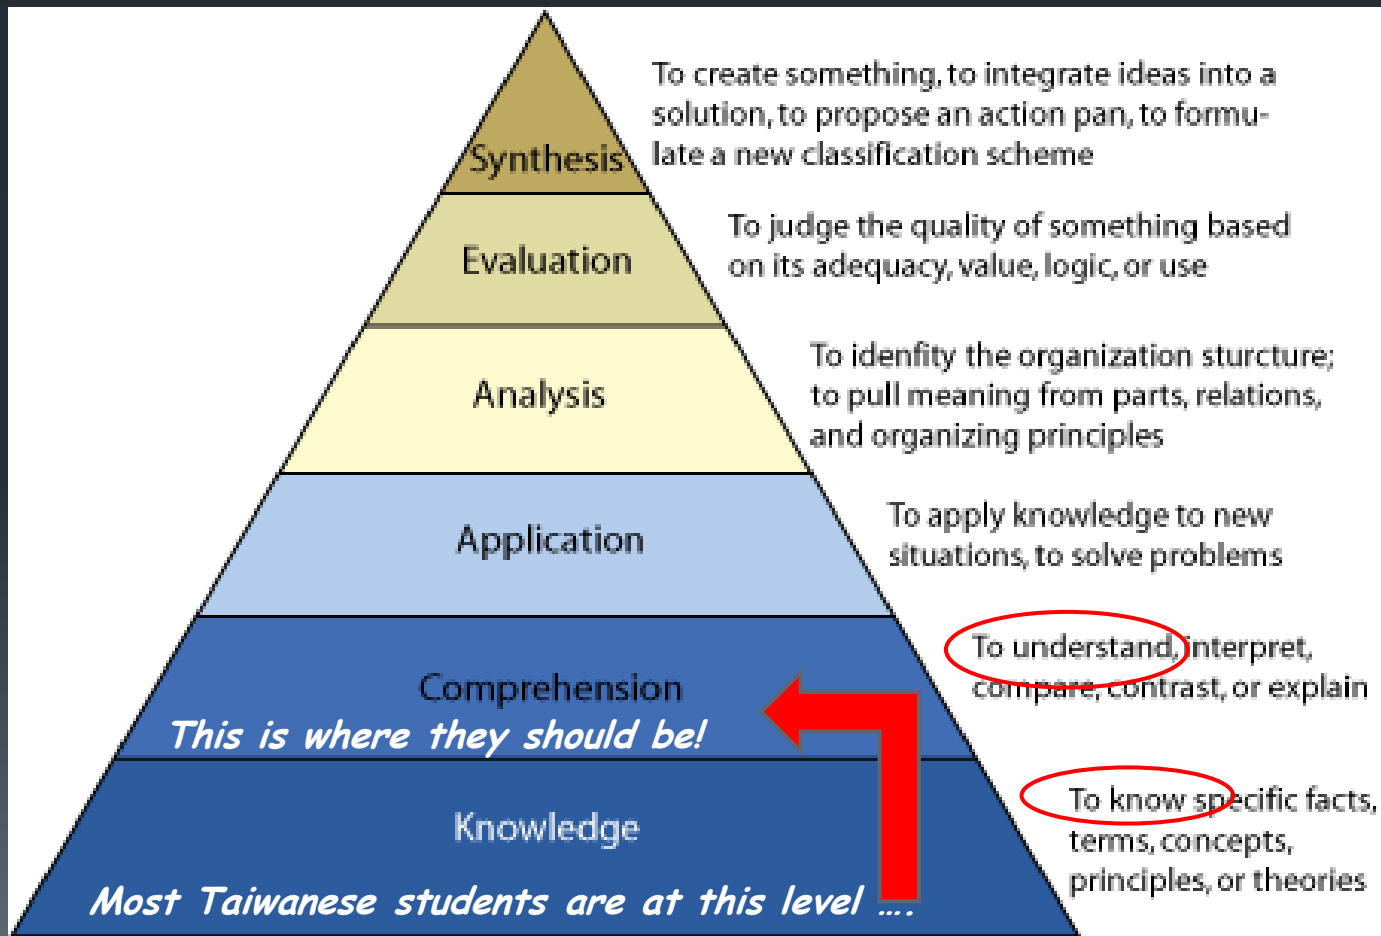 To create something, to integrate ideas into a
solution, to propose an action pan, to formu-
late a new classification scheme
Synthesis
To judge the quality of something based
on its adequacy, value, logic, or use
Evaluation
To idenfity the organization sturcture;
to pull meaning from parts, relations,
and organizing principles
Analysis
To apply knowledge to new
situations, to solve problems
Application
To understand, interpret,
compare, contrast, or explain
Comprehension
This is where they should be!
To know specific facts,
terms, concepts,
principles, or theories
Knowledge
Most Taiwanese students are at this level ....